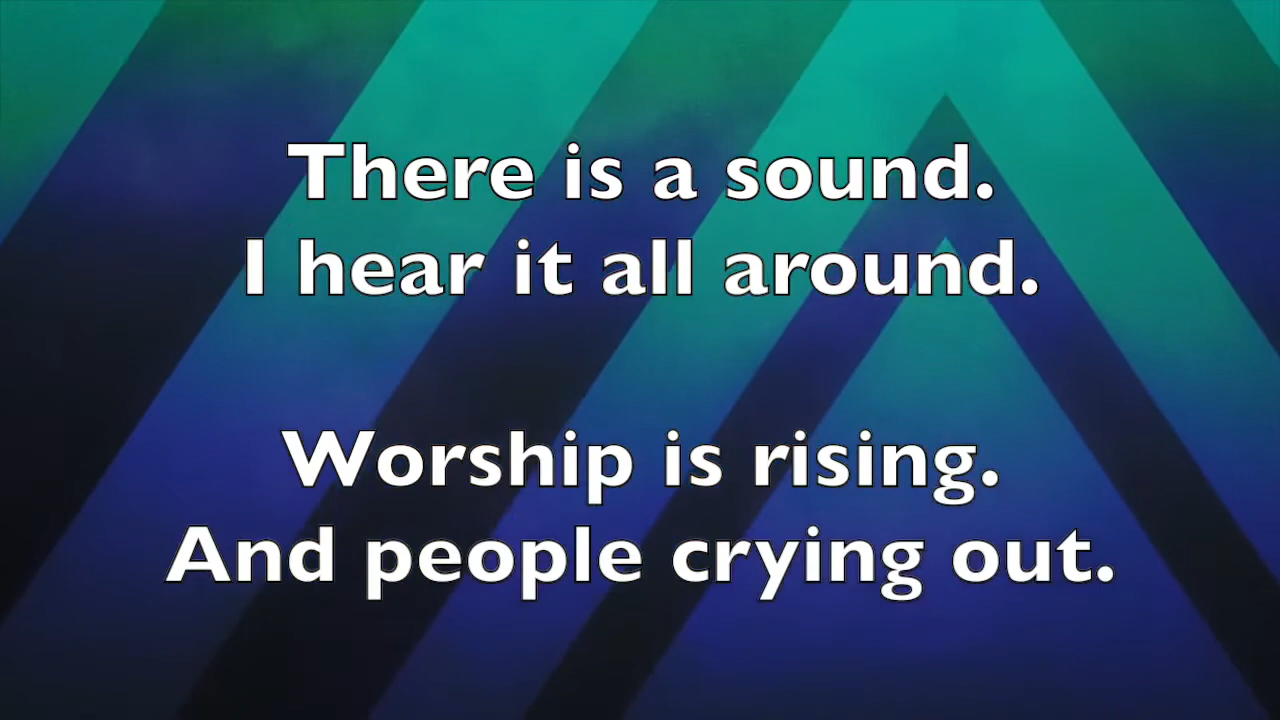 There is a sound.
I hear it all around.
Worship is rising.
And people crying out.